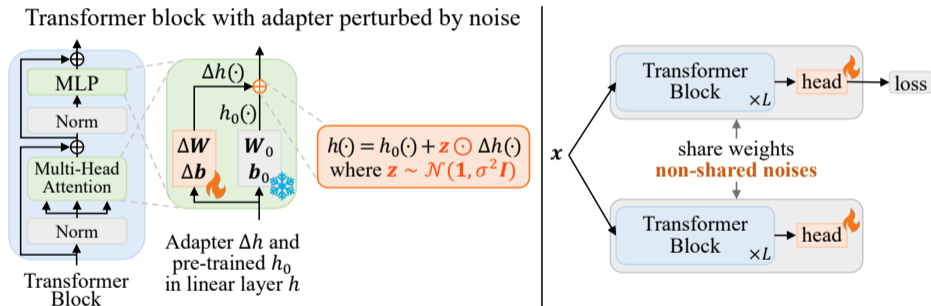 Transformer block with adapter perturbed by noise
MLP
Norm
Multi-Head
Attention
Norm
Transformer
Block
Δh(·)
h₀(·)
ΔW
Δb
W₀
b₀
Adapter Δh and
pre-trained h₀
in linear layer h
h(·) = h₀(·) + z ⊙ Δh(·)
where z ~ 𝒩(1, σ²I)
x
Transformer
Block
×L
head
loss
share weights
non-shared noises
Transformer
Block
×L
head